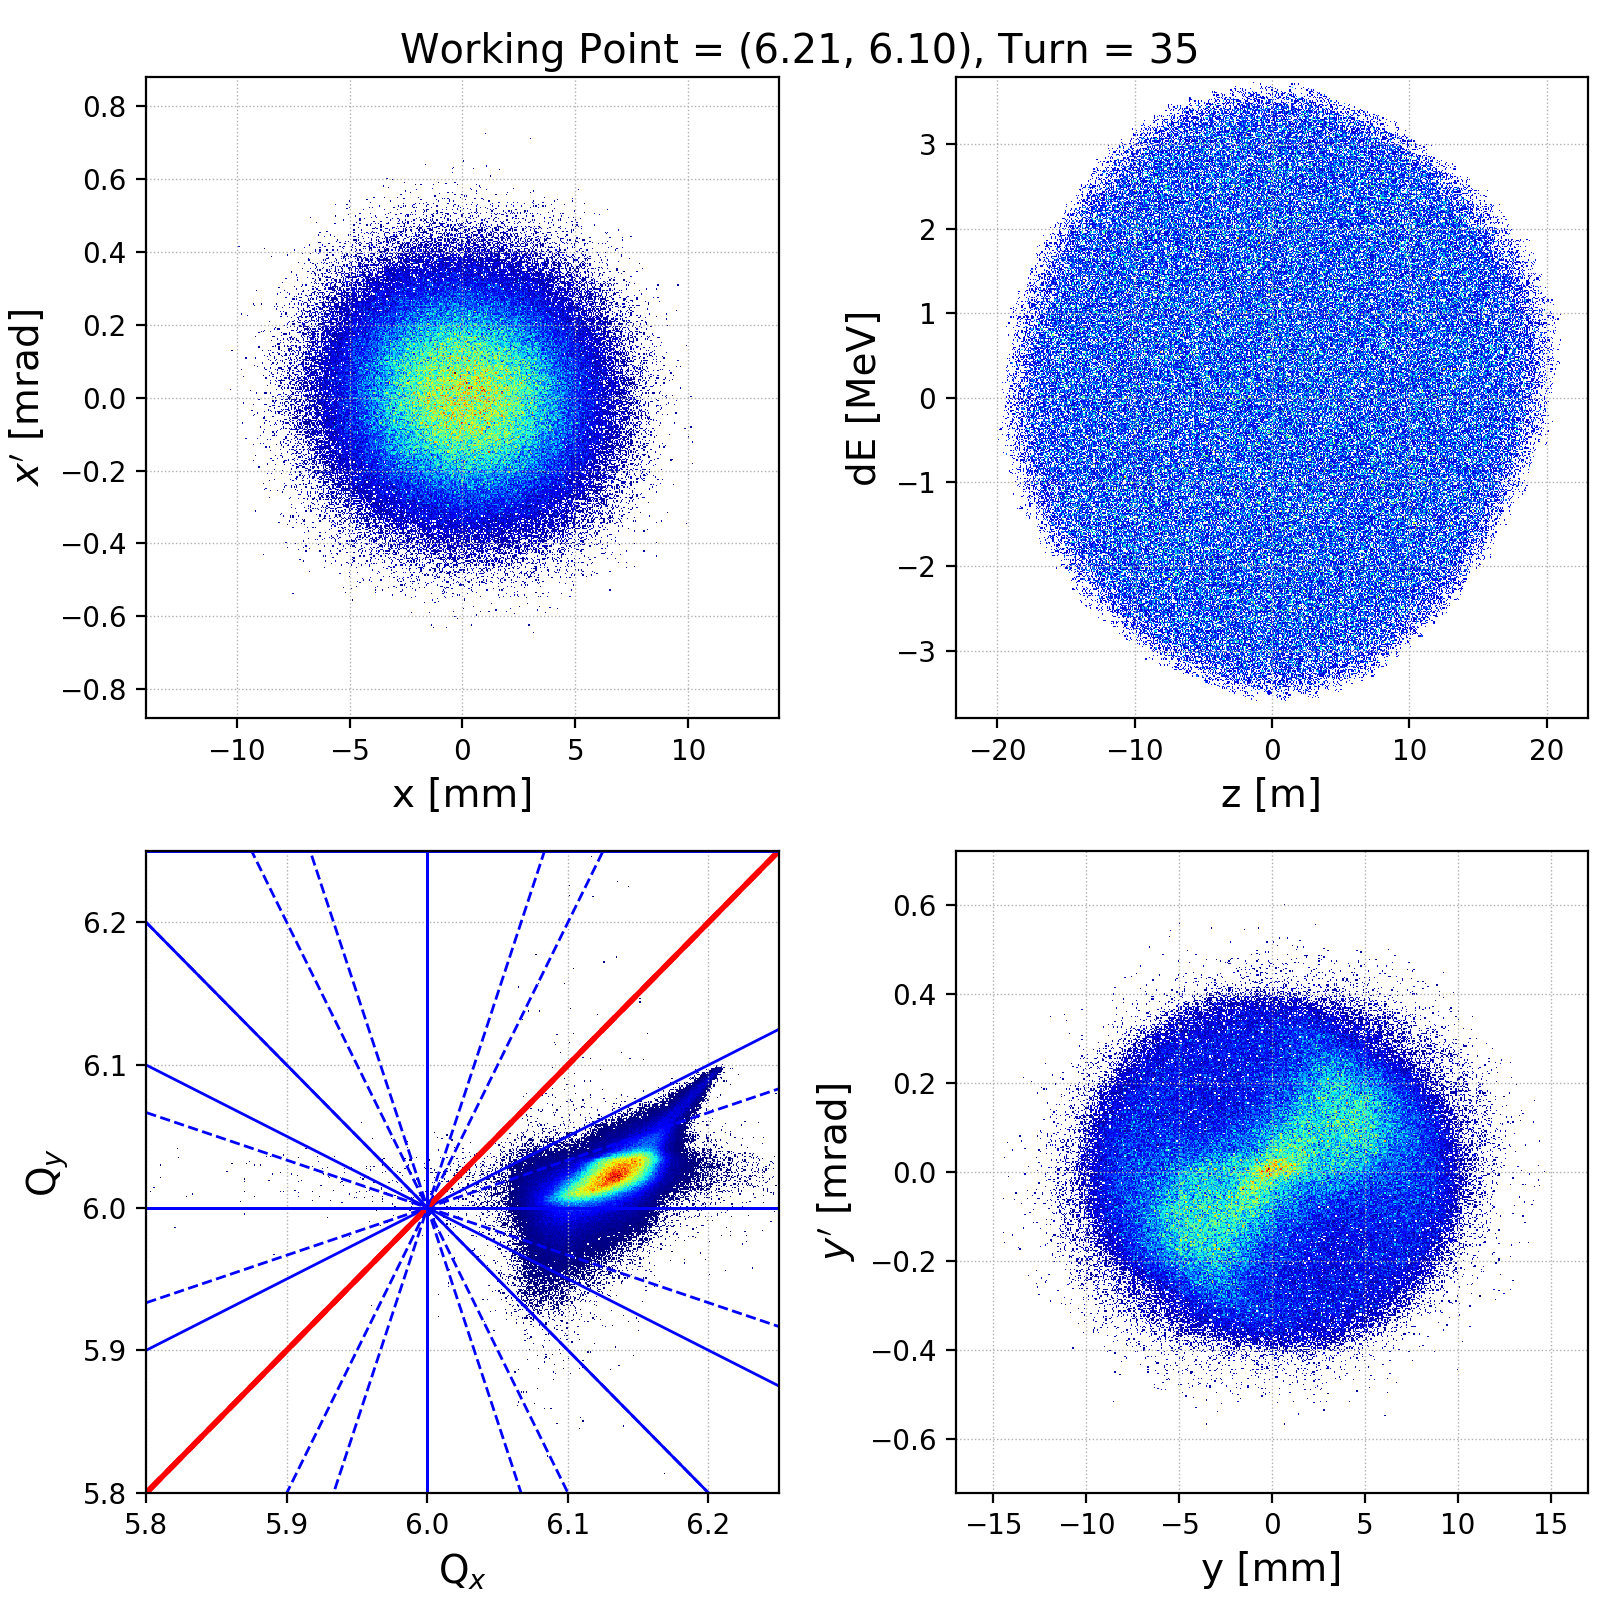 Working Point = (6.21, 6.10), Turn = 35
0.8
0.6
0.4
0.2
0.0
−0.2
−0.4
−0.6
−0.8
x′ [mrad]
−10 −5 0 5 10
x [mm]
3
2
1
0
−1
−2
−3
dE [MeV]
−20 −10 0 10 20
z [m]
6.2
6.1
6.0
5.9
5.8
Qy
5.8 5.9 6.0 6.1 6.2
Qx
0.6
0.4
0.2
0.0
−0.2
−0.4
−0.6
y′ [mrad]
−15 −10 −5 0 5 10 15
y [mm]